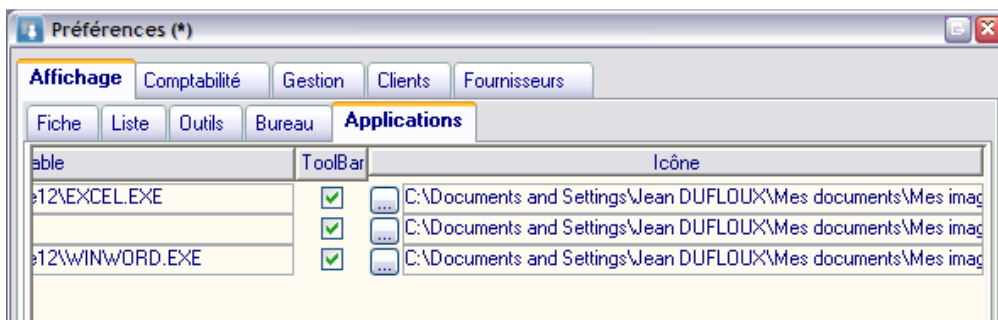 Préférences (*)
Affichage Comptabilité Gestion Clients Fournisseurs
Fiche Liste Outils Bureau Applications
able ToolBar Icône
e12\EXCEL.EXE ... C:\Documents and Settings\Jean DUFLOUX\Mes documents\Mes imag
... C:\Documents and Settings\Jean DUFLOUX\Mes documents\Mes imag
e12\WINWORD.EXE ... C:\Documents and Settings\Jean DUFLOUX\Mes documents\Mes imag